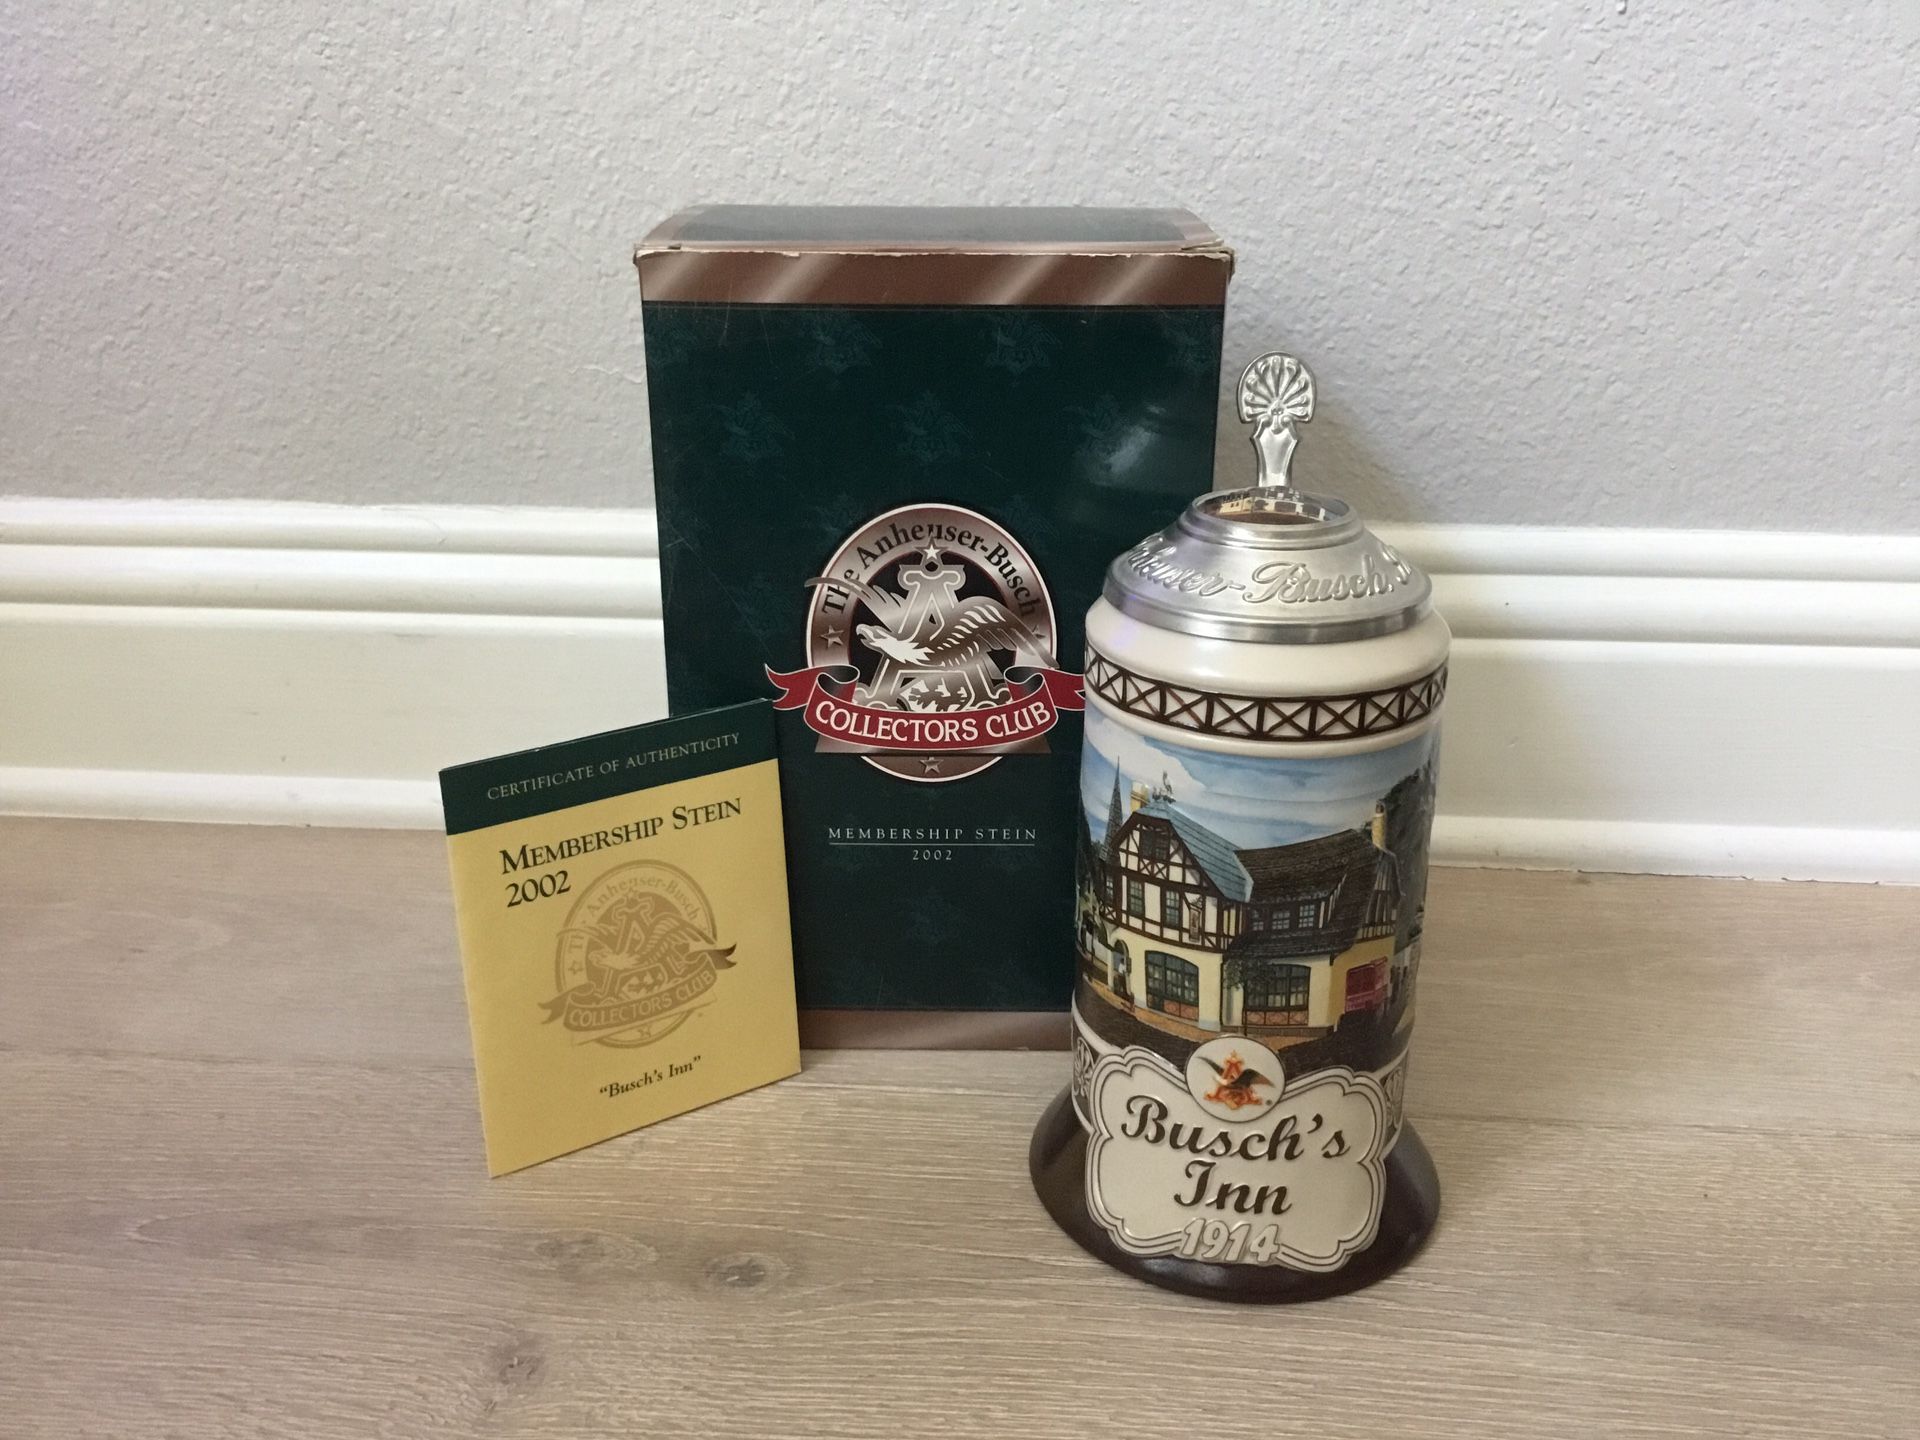 The Anheuser-Busch
COLLECTORS CLUB
MEMBERSHIP STEIN
2002
CERTIFICATE OF AUTHENTICITY
MEMBERSHIP STEIN
2002
The Anheuser-Busch
COLLECTORS CLUB
"Busch's Inn"
Busch,
Busch's
Inn
1914